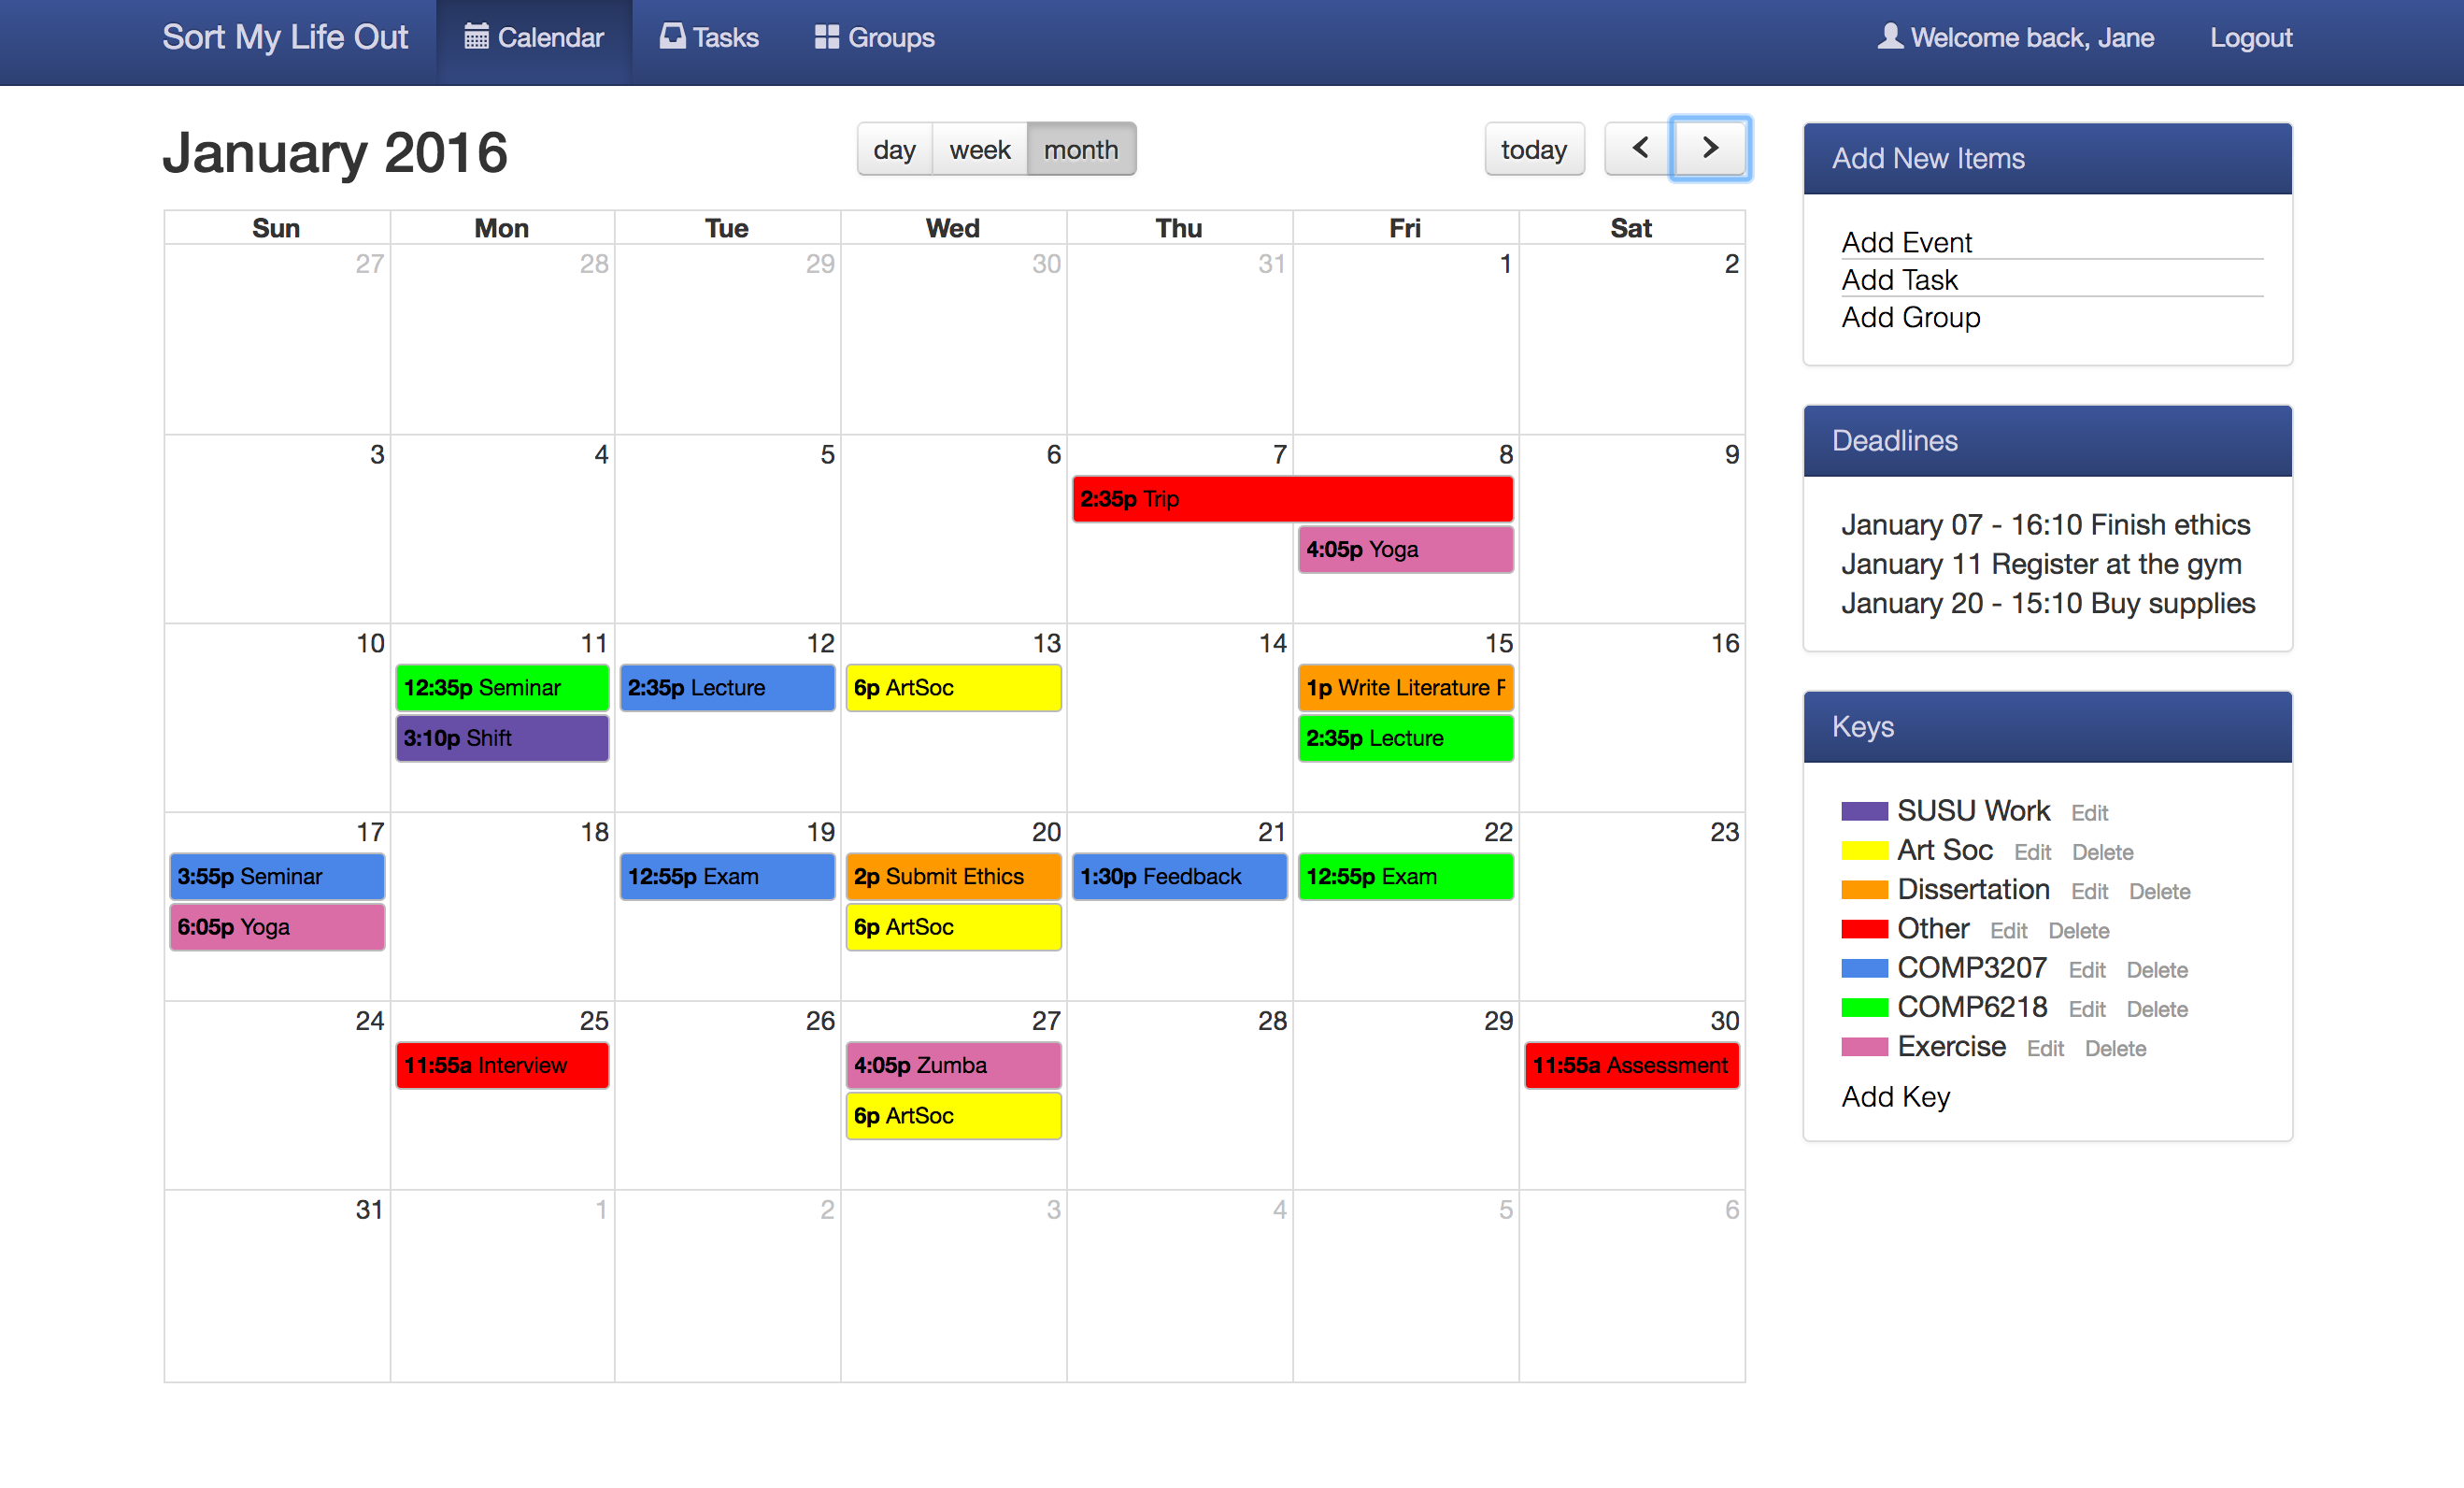 Sort My Life Out Calendar Tasks Groups Welcome back, Jane Logout
January 2016 day week month today
Sun Mon Tue Wed Thu Fri Sat
27 28 29 30 31 1 2
3 4 5 6 7 8 9
2:35p Trip
4:05p Yoga
10 11 12 13 14 15 16
12:35p Seminar 2:35p Lecture 6p ArtSoc 1p Write Literature
3:10p Shift 2:35p Lecture
17 18 19 20 21 22 23
3:55p Seminar 12:55p Exam 2p Submit Ethics 1:30p Feedback 12:55p Exam
6:05p Yoga 6p ArtSoc
24 25 26 27 28 29 30
11:55a Interview 4:05p Zumba 11:55a Assessment
6p ArtSoc
31 1 2 3 4 5 6
Add New Items
Add Event
Add Task
Add Group
Deadlines
January 07 - 16:10 Finish ethics
January 11 Register at the gym
January 20 - 15:10 Buy supplies
Keys
SUSU Work Edit
Art Soc Edit Delete
Dissertation Edit Delete
Other Edit Delete
COMP3207 Edit Delete
COMP6218 Edit Delete
Exercise Edit Delete
Add Key